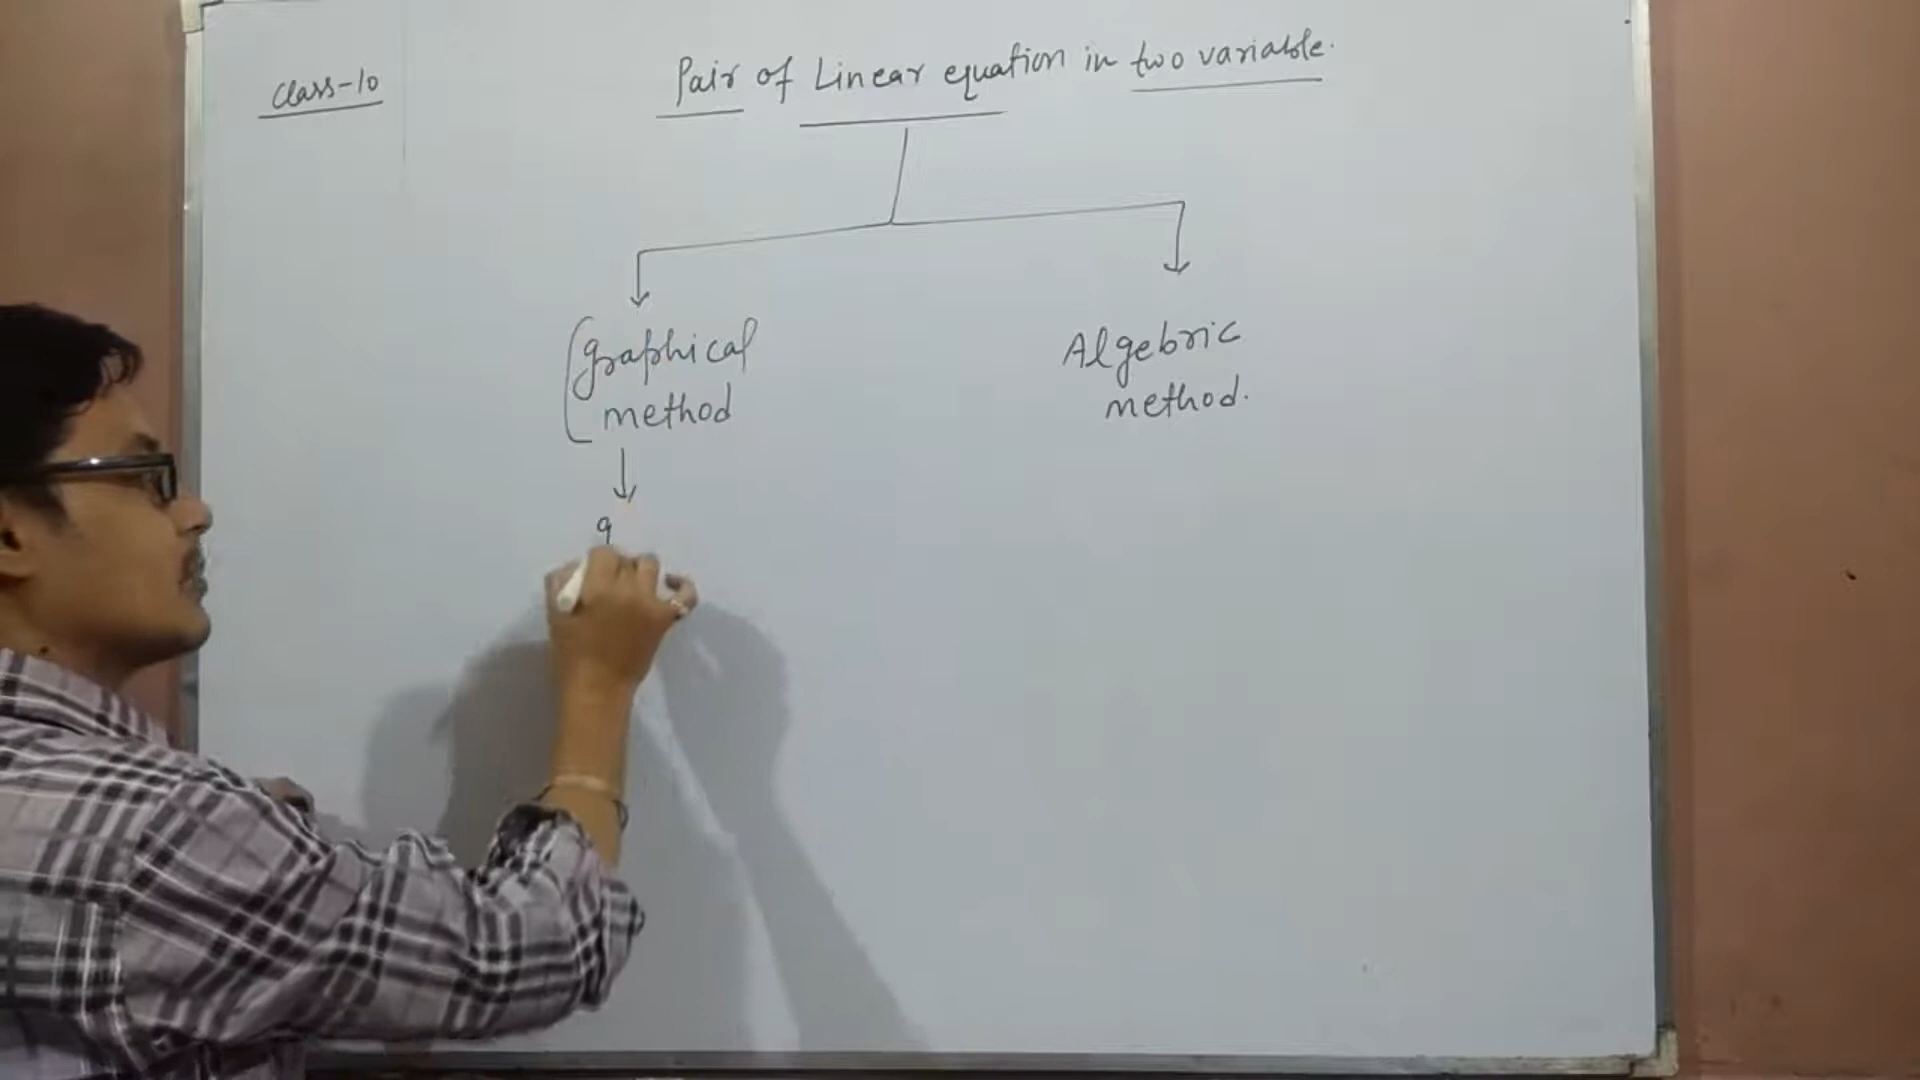 Class-10
Pair of Linear equation in two variable.
Graphical
method
Algebric
method.
g